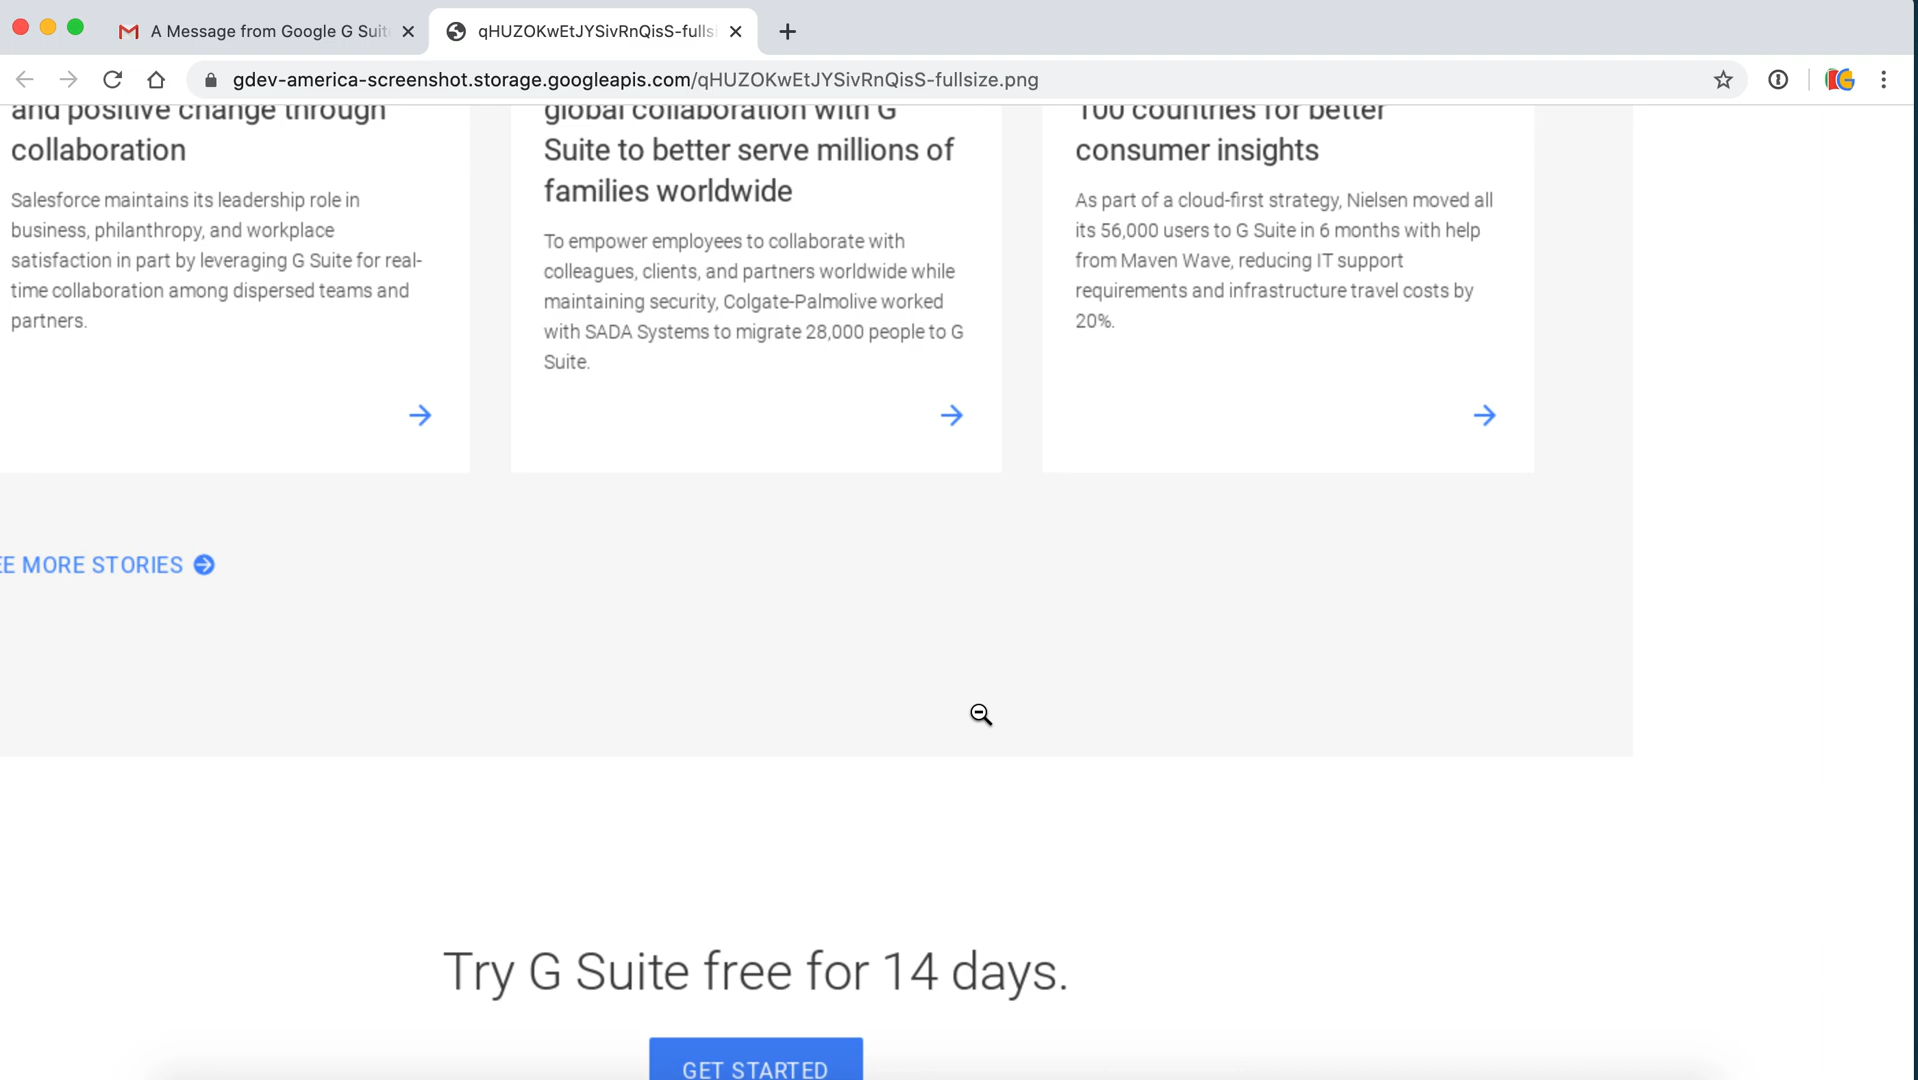 A Message from Google G Suit
qHUZOKwEtJYSivRnQisS-fulls
gdev-america-screenshot.storage.googleapis.com/qHUZOKwEtJYSivRnQisS-fullsize.png
and positive change through
collaboration
Salesforce maintains its leadership role in
business, philanthropy, and workplace
satisfaction in part by leveraging G Suite for real-
time collaboration among dispersed teams and
partners.
global collaboration with G
Suite to better serve millions of
families worldwide
To empower employees to collaborate with
colleagues, clients, and partners worldwide while
maintaining security, Colgate-Palmolive worked
with SADA Systems to migrate 28,000 people to G
Suite.
100 countries for better
consumer insights
As part of a cloud-first strategy, Nielsen moved all
its 56,000 users to G Suite in 6 months with help
from Maven Wave, reducing IT support
requirements and infrastructure travel costs by
20%.
EE MORE STORIES
Try G Suite free for 14 days.
GET STARTED